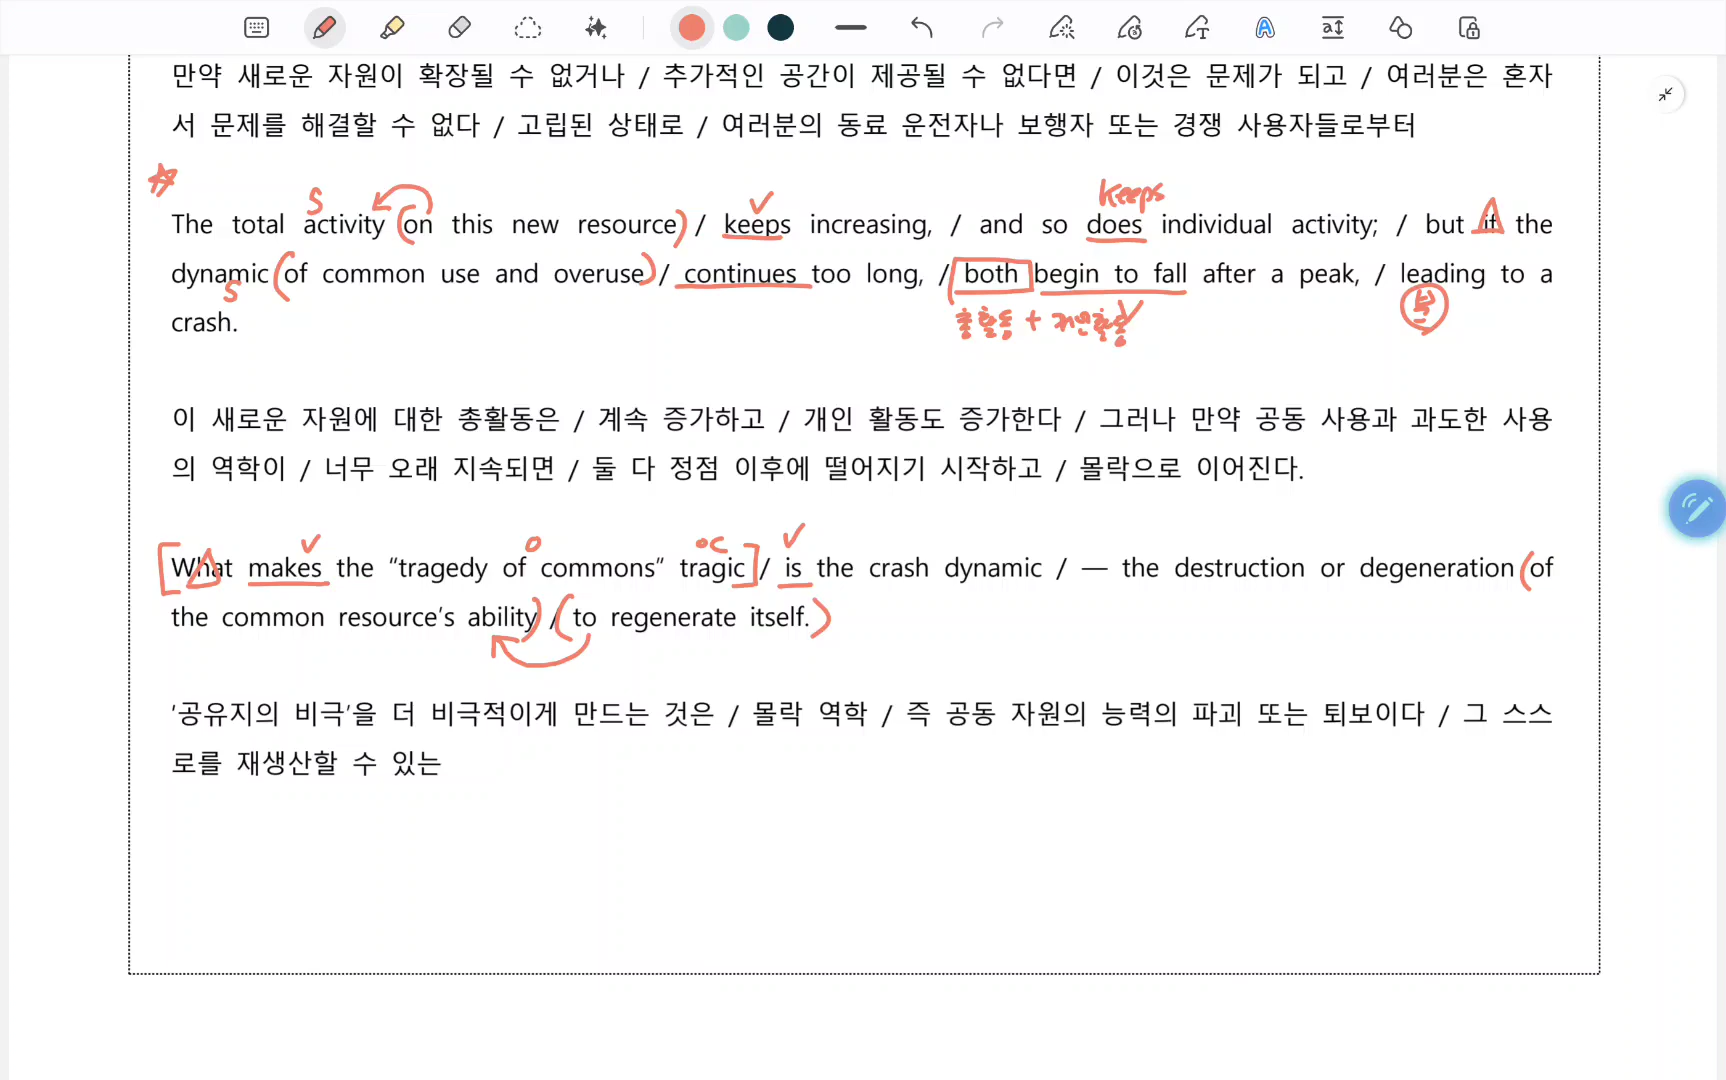 만약 새로운 자원이 확장될 수 없거나 / 추가적인 공간이 제공될 수 없다면 / 이것은 문제가 되고 / 여러분은 혼자
서 문제를 해결할 수 없다 / 고립된 상태로 / 여러분의 동료 운전자나 보행자 또는 경쟁 사용자들로부터
S keeps
The total activity (on this new resource) / keeps increasing, / and so does individual activity; / but if the
dynamic (of common use and overuse) / continues too long, / both begin to fall after a peak, / leading to a
S 총활동 + 개인활동 분
crash.
이 새로운 자원에 대한 총활동은 / 계속 증가하고 / 개인 활동도 증가한다 / 그러나 만약 공동 사용과 과도한 사용
의 역학이 / 너무 오래 지속되면 / 둘 다 정점 이후에 떨어지기 시작하고 / 몰락으로 이어진다.
O OC
[What makes the “tragedy of commons” tragic] / is the crash dynamic / — the destruction or degeneration (of
the common resource’s ability) / (to regenerate itself.)
‘공유지의 비극’을 더 비극적이게 만드는 것은 / 몰락 역학 / 즉 공동 자원의 능력의 파괴 또는 퇴보이다 / 그 스스
로를 재생산할 수 있는